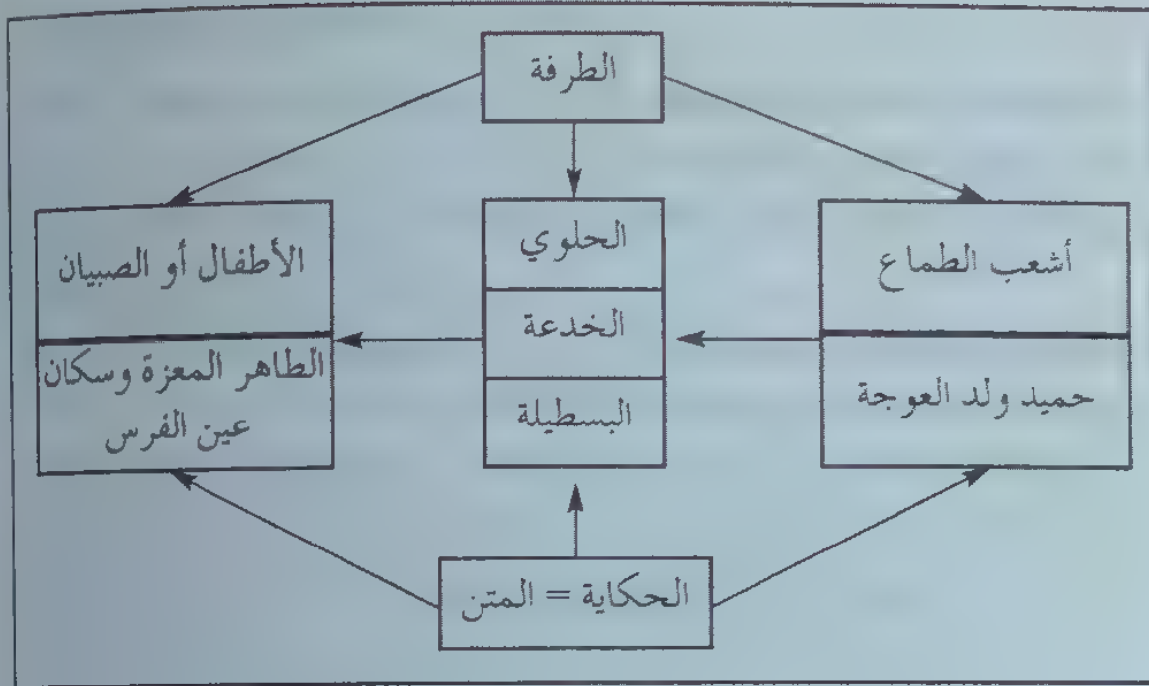 الطرفة
أشعب الطماع
حميد ولد العوجة
الحلوي
الخدعة
البسطيلة
الأطفال أو الصبيان
الطاهر المعزة وسكان
عين الفرس
الحكاية = المتن